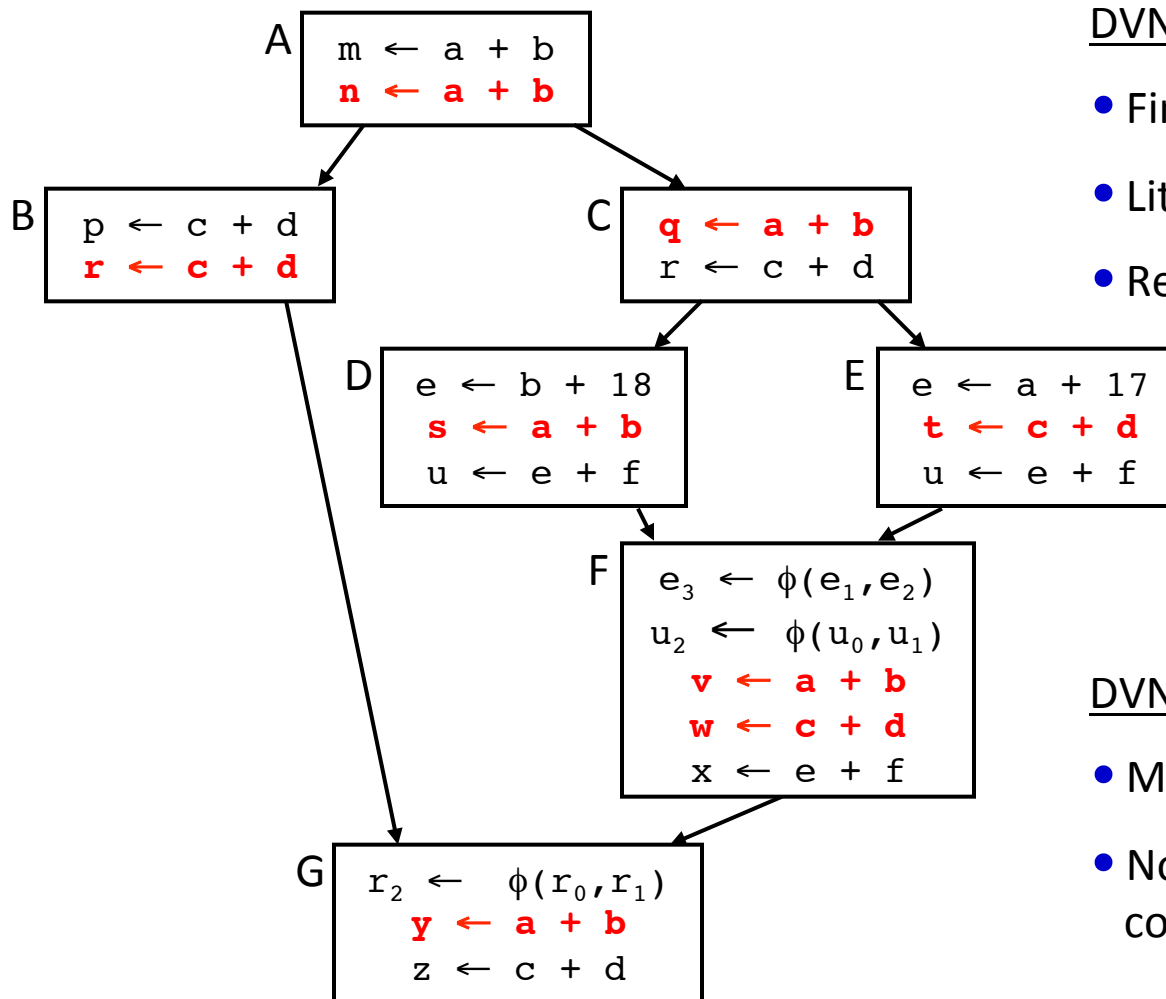 A
m ← a + b
n ← a + b
B
p ← c + d
r ← c + d
C
q ← a + b
r ← c + d
D
e ← b + 18
s ← a + b
u ← e + f
E
e ← a + 17
t ← c + d
u ← e + f
F
e₃ ← ϕ(e₁,e₂)
u₂ ← ϕ(u₀,u₁)
v ← a + b
w ← c + d
x ← e + f
G
r₂ ← ϕ(r₀,r₁)
y ← a + b
z ← c + d